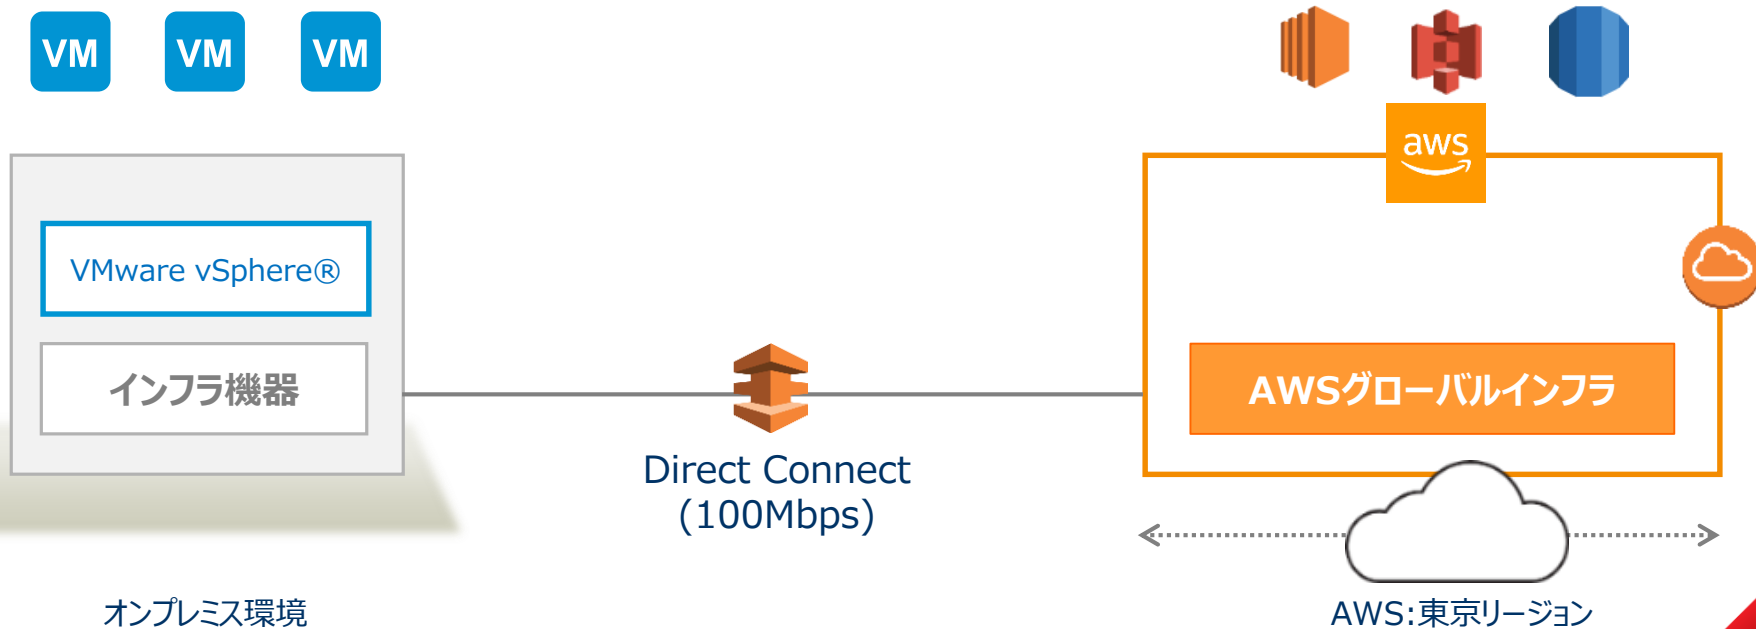 VM
VM
VM
aws
VMware vSphere®
インフラ機器
AWSグローバルインフラ
Direct Connect
(100Mbps)
オンプレミス環境
AWS:東京リージョン